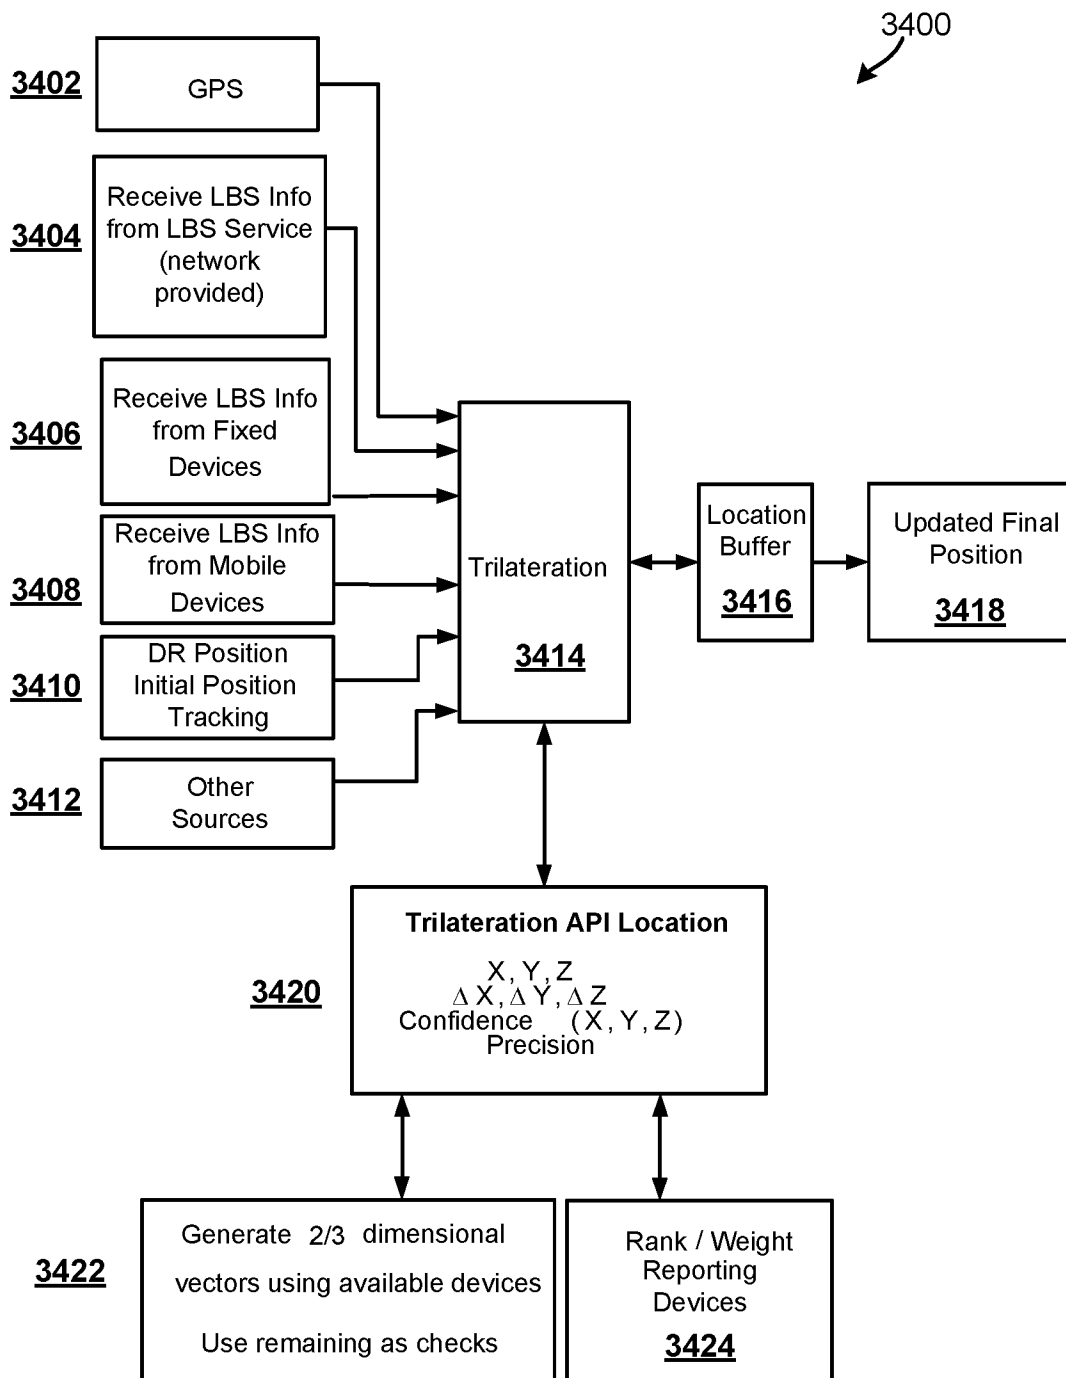 3400
3402
GPS
3404
Receive LBS Info
from LBS Service
(network
provided)
3406
Receive LBS Info
from Fixed
Devices
3408
Receive LBS Info
from Mobile
Devices
3410
DR Position
Initial Position
Tracking
3412
Other
Sources
Trilateration
3414
Location
Buffer
3416
Updated Final
Position
3418
3420
Trilateration API Location
X, Y, Z
Δ X, Δ Y, Δ Z
Confidence (X, Y, Z)
Precision
3422
Generate 2/3 dimensional
vectors using available devices
Use remaining as checks
Rank / Weight
Reporting
Devices
3424